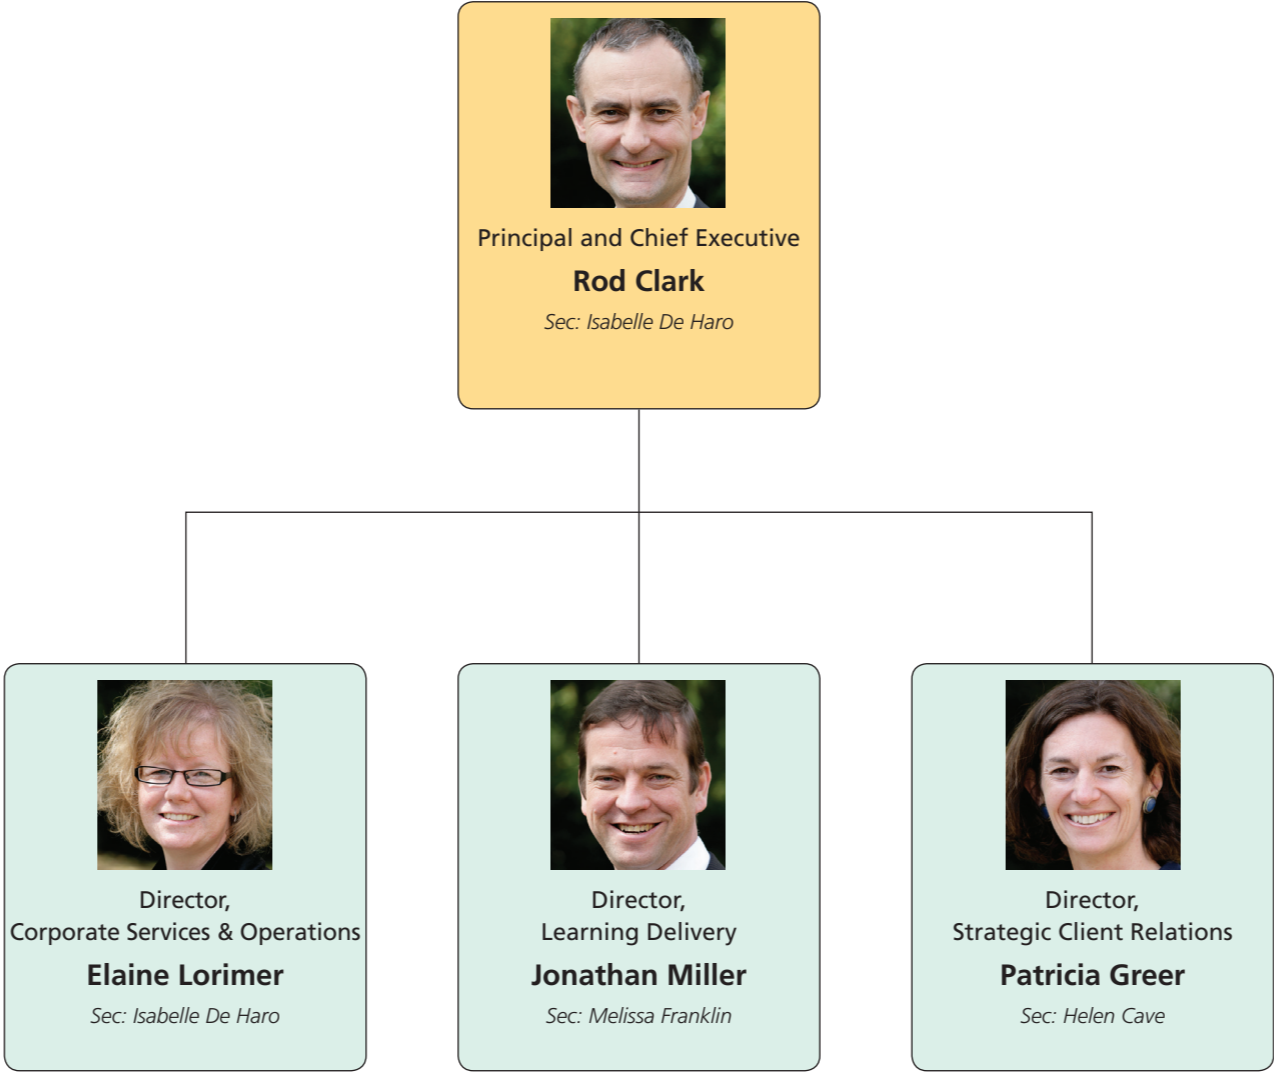 Principal and Chief Executive
Rod Clark
Sec: Isabelle De Haro
Director,
Corporate Services & Operations
Elaine Lorimer
Sec: Isabelle De Haro
Director,
Learning Delivery
Jonathan Miller
Sec: Melissa Franklin
Director,
Strategic Client Relations
Patricia Greer
Sec: Helen Cave